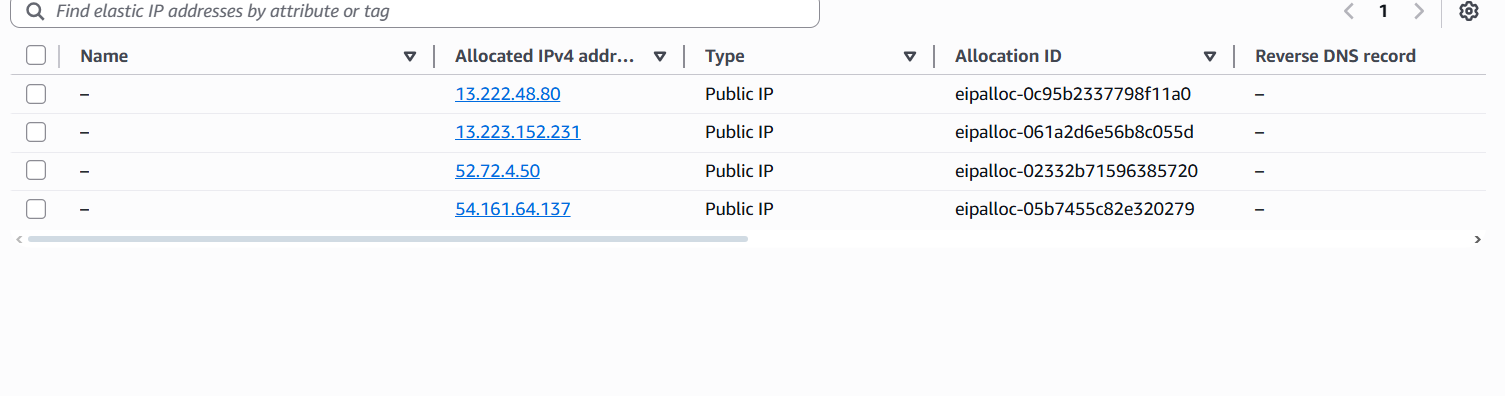 Find elastic IP addresses by attribute or tag 1
Name Allocated IPv4 addr... Type Allocation ID Reverse DNS record
– 13.222.48.80 Public IP eipalloc-0c95b2337798f11a0 –
– 13.223.152.231 Public IP eipalloc-061a2d6e56b8c055d –
– 52.72.4.50 Public IP eipalloc-02332b71596385720 –
– 54.161.64.137 Public IP eipalloc-05b7455c82e320279 –